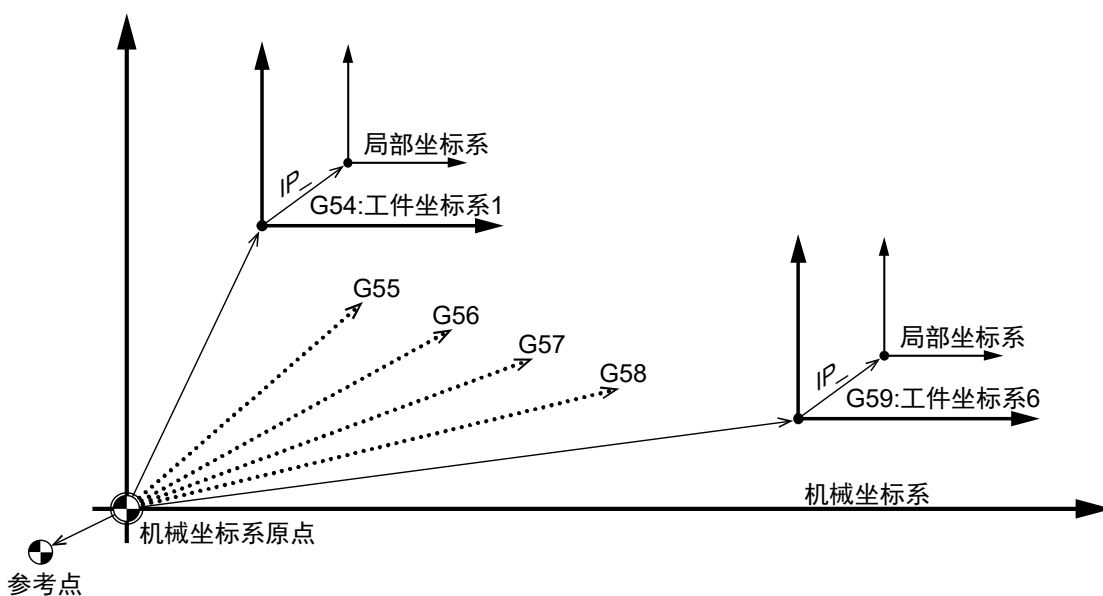 局部坐标系
IP_
G54:工件坐标系1
G55
G56
G57
G58
局部坐标系
IP_
G59:工件坐标系6
机械坐标系
机械坐标系原点
参考点